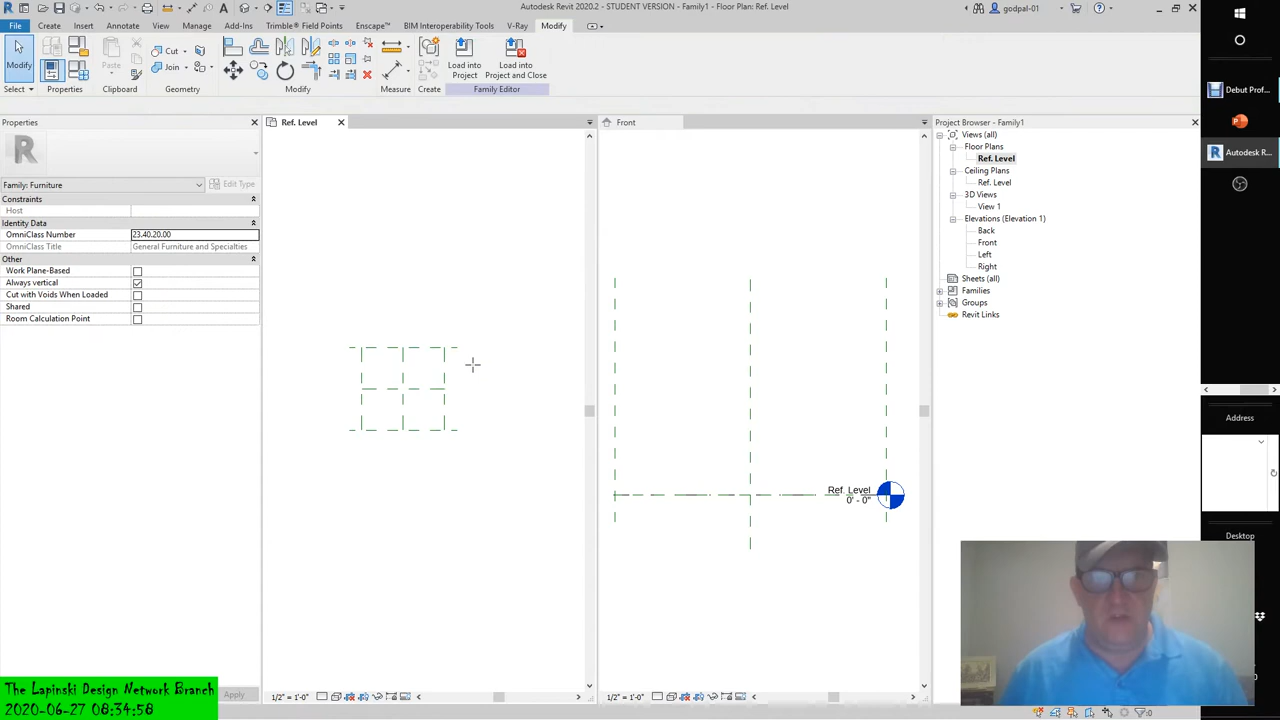 Autodesk Revit 2020.2 - STUDENT VERSION - Family1 - Floor Plan: Ref. Level
godpal-01
File Create Insert Annotate View Manage Add-Ins Trimble® Field Points Enscape™ BIM Interoperability Tools V-Ray Modify
Modify
Paste
Cut
Join
Load into
Project
Load into
Project and Close
Select
Properties
Clipboard
Geometry
Modify
Measure
Create
Family Editor
Properties
Family: Furniture
Edit Type
Constraints
Host
Identity Data
OmniClass Number 23.40.20.00
OmniClass Title General Furniture and Specialties
Other
Work Plane-Based
Always vertical
Cut with Voids When Loaded
Shared
Room Calculation Point
Apply
Ref. Level
Front
Ref. Level
0' - 0"
1/2" = 1'-0"
1/2" = 1'-0"
Project Browser - Family1
Views (all)
Floor Plans
Ref. Level
Ceiling Plans
Ref. Level
3D Views
View 1
Elevations (Elevation 1)
Back
Front
Left
Right
Sheets (all)
Families
Groups
Revit Links
:0
Debut Prof...
Autodesk R...
Address
Desktop
The Lapinski Design Network Branch
2020-06-27 08:34:58